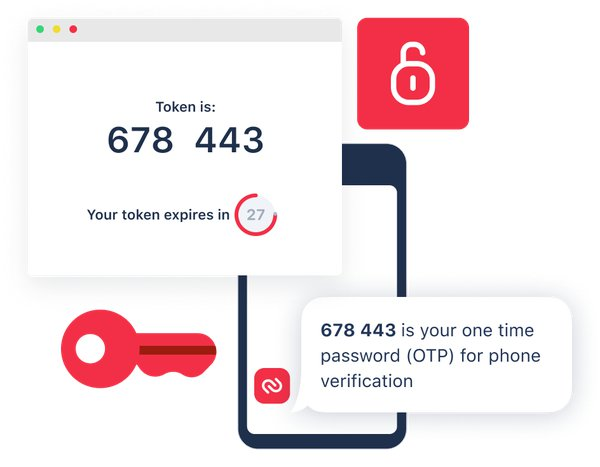 Token is:
678 443
Your token expires in 27
678 443 is your one time
password (OTP) for phone
verification